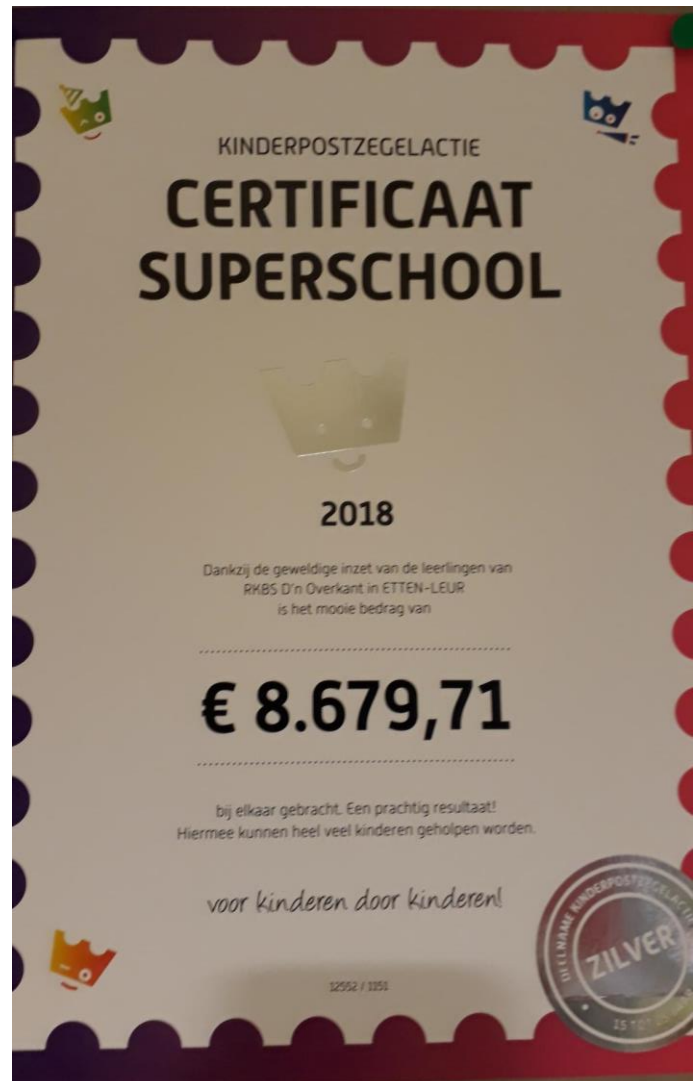 KINDERPOSTZEGELACTIE
CERTIFICAAT
SUPERSCHOOL
2018
Dankzij de geweldige inzet van de leerlingen van
RKBS D'n Overkant in ETTEN-LEUR
is het mooie bedrag van
€ 8.679,71
bij elkaar gebracht. Een prachtig resultaat!
Hiermee kunnen heel veel kinderen geholpen worden.
voor kinderen door kinderen!
12552 / 1151
DEELNAME KINDERPOSTZEGELACTIE
ZILVER
15 TOT